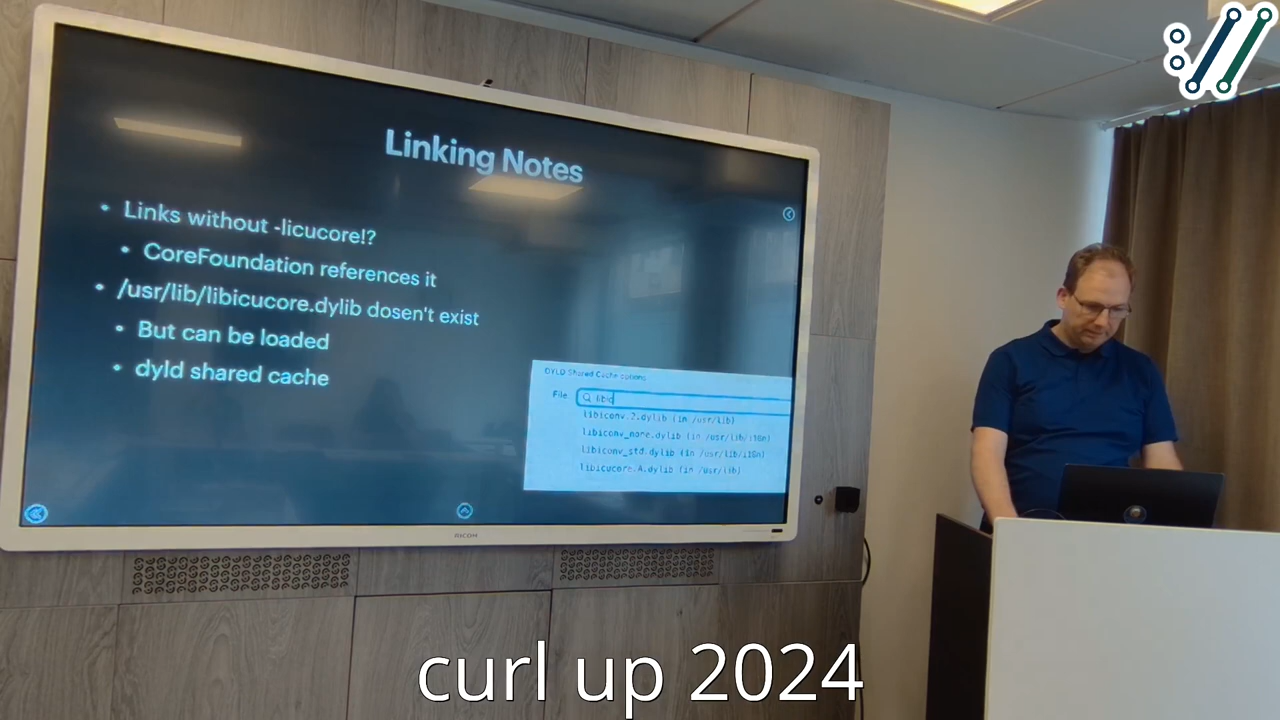 Linking Notes
• Links without -licucore!?
• CoreFoundation references it
• /usr/lib/libicucore.dylib dosen't exist
• But can be loaded
• dyld shared cache
DYLD Shared Cache options
File: libic
libiconv.2.dylib (in /usr/lib)
libiconv_none.dylib (in /usr/lib/i18n)
libiconv_std.dylib (in /usr/lib/i18n)
libicucore.A.dylib (in /usr/lib)
RICOH
curl up 2024